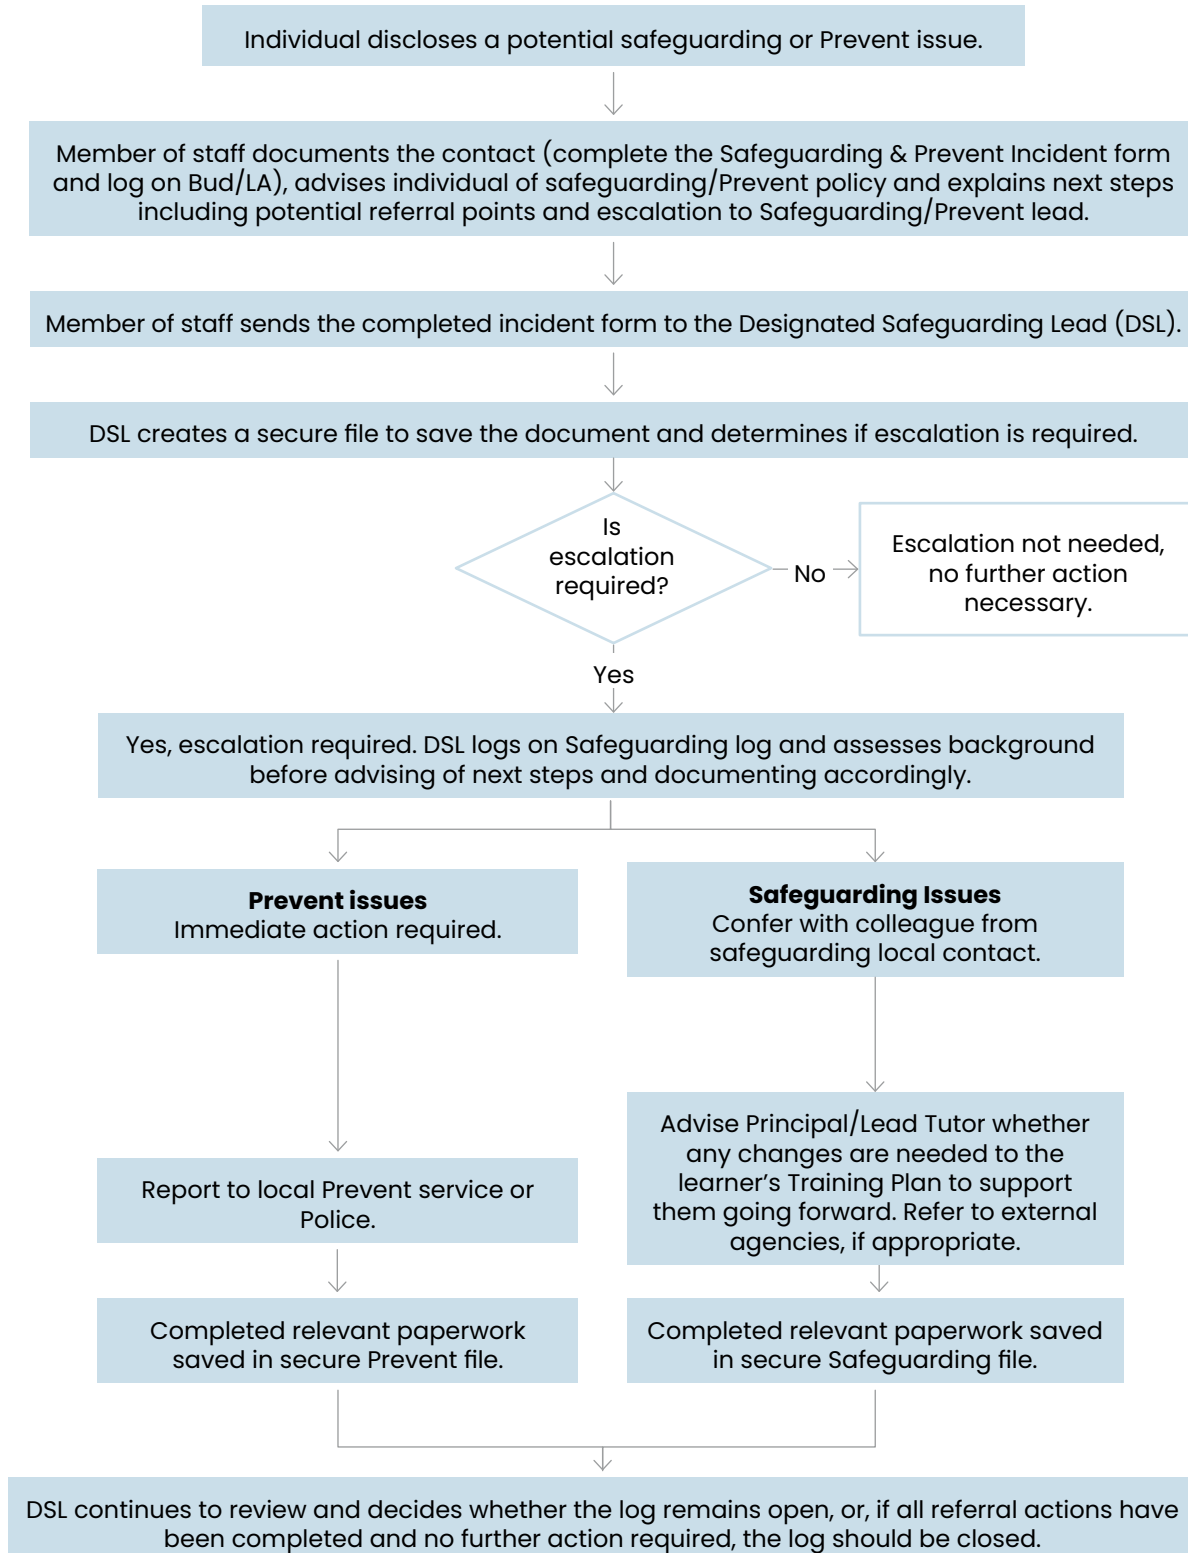 Individual discloses a potential safeguarding or Prevent issue.
Member of staff documents the contact (complete the Safeguarding & Prevent Incident form
and log on Bud/LA), advises individual of safeguarding/Prevent policy and explains next steps
including potential referral points and escalation to Safeguarding/Prevent lead.
Member of staff sends the completed incident form to the Designated Safeguarding Lead (DSL).
DSL creates a secure file to save the document and determines if escalation is required.
Is
escalation
required?
No
Escalation not needed,
no further action
necessary.
Yes
Yes, escalation required. DSL logs on Safeguarding log and assesses background
before advising of next steps and documenting accordingly.
Prevent issues
Immediate action required.
Safeguarding Issues
Confer with colleague from
safeguarding local contact.
Report to local Prevent service or
Police.
Advise Principal/Lead Tutor whether
any changes are needed to the
learner’s Training Plan to support
them going forward. Refer to external
agencies, if appropriate.
Completed relevant paperwork
saved in secure Prevent file.
Completed relevant paperwork saved
in secure Safeguarding file.
DSL continues to review and decides whether the log remains open, or, if all referral actions have
been completed and no further action required, the log should be closed.